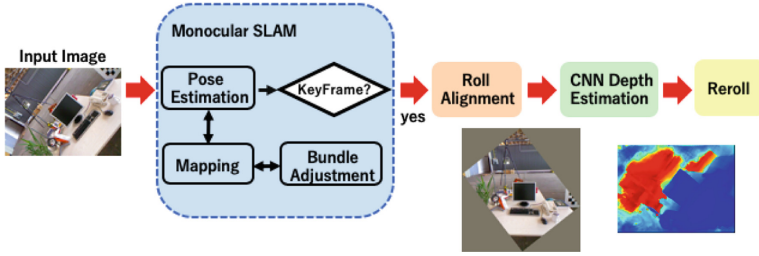 Input Image
Monocular SLAM
Pose
Estimation
KeyFrame?
Mapping
Bundle
Adjustment
yes
Roll
Alignment
CNN Depth
Estimation
Reroll